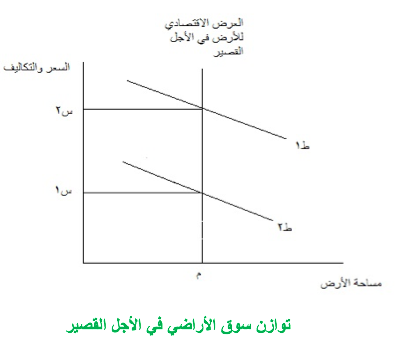 العرض الاقتصادي
للأرض في الأجل
القصير
السعر والتكاليف
س٢
ط١
س١
ط٢
م
مساحة الأرض
توازن سوق الأراضي في الأجل القصير